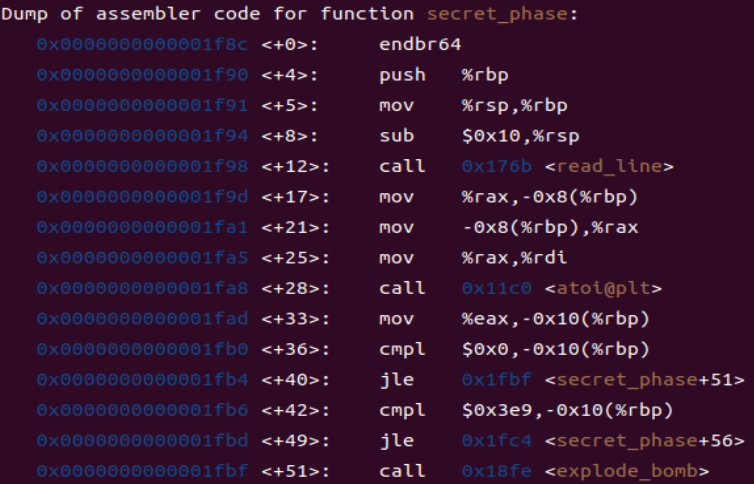 Dump of assembler code for function secret_phase:
   0x0000000000001f8c <+0>:     endbr64
   0x0000000000001f90 <+4>:     push   %rbp
   0x0000000000001f91 <+5>:     mov    %rsp,%rbp
   0x0000000000001f94 <+8>:     sub    $0x10,%rsp
   0x0000000000001f98 <+12>:    call   0x176b <read_line>
   0x0000000000001f9d <+17>:    mov    %rax,-0x8(%rbp)
   0x0000000000001fa1 <+21>:    mov    -0x8(%rbp),%rax
   0x0000000000001fa5 <+25>:    mov    %rax,%rdi
   0x0000000000001fa8 <+28>:    call   0x11c0 <atoi@plt>
   0x0000000000001fad <+33>:    mov    %eax,-0x10(%rbp)
   0x0000000000001fb0 <+36>:    cmpl   $0x0,-0x10(%rbp)
   0x0000000000001fb4 <+40>:    jle    0x1fbf <secret_phase+51>
   0x0000000000001fb6 <+42>:    cmpl   $0x3e9,-0x10(%rbp)
   0x0000000000001fbd <+49>:    jle    0x1fc4 <secret_phase+56>
   0x0000000000001fbf <+51>:    call   0x18fe <explode_bomb>